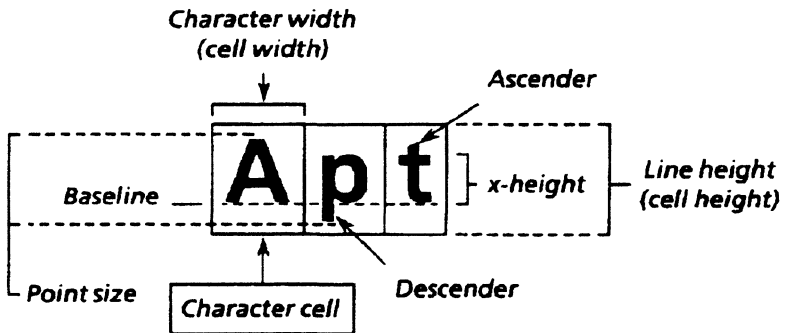 Character width
(cell width)
Ascender
Apt
Baseline
x-height
Line height
(cell height)
Point size
Character cell
Descender